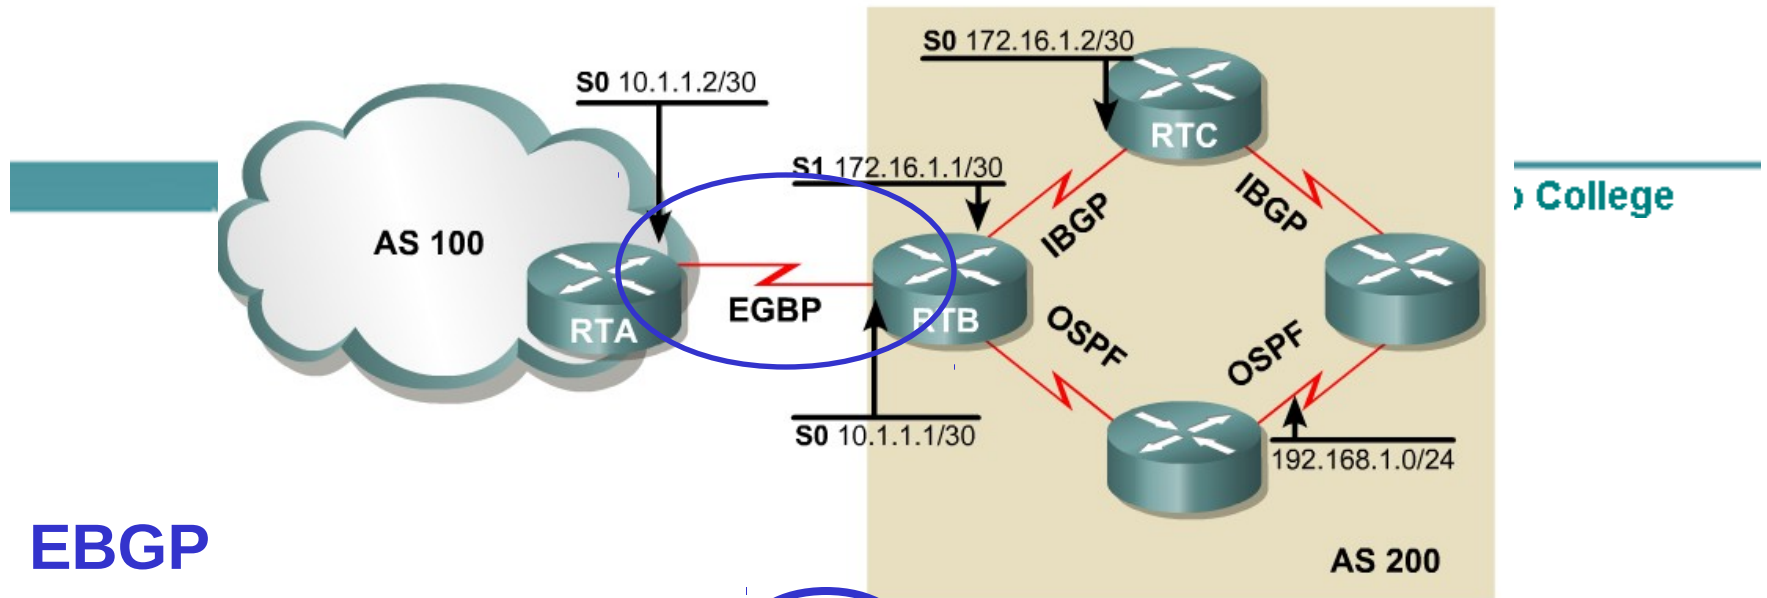 S0 172.16.1.2/30
S0 10.1.1.2/30
RTC
S1 172.16.1.1/30
College
IBGP
IBGP
AS 100
EGBP
RTA
RTB
OSPF
OSPF
S0 10.1.1.1/30
192.168.1.0/24
EBGP
AS 200